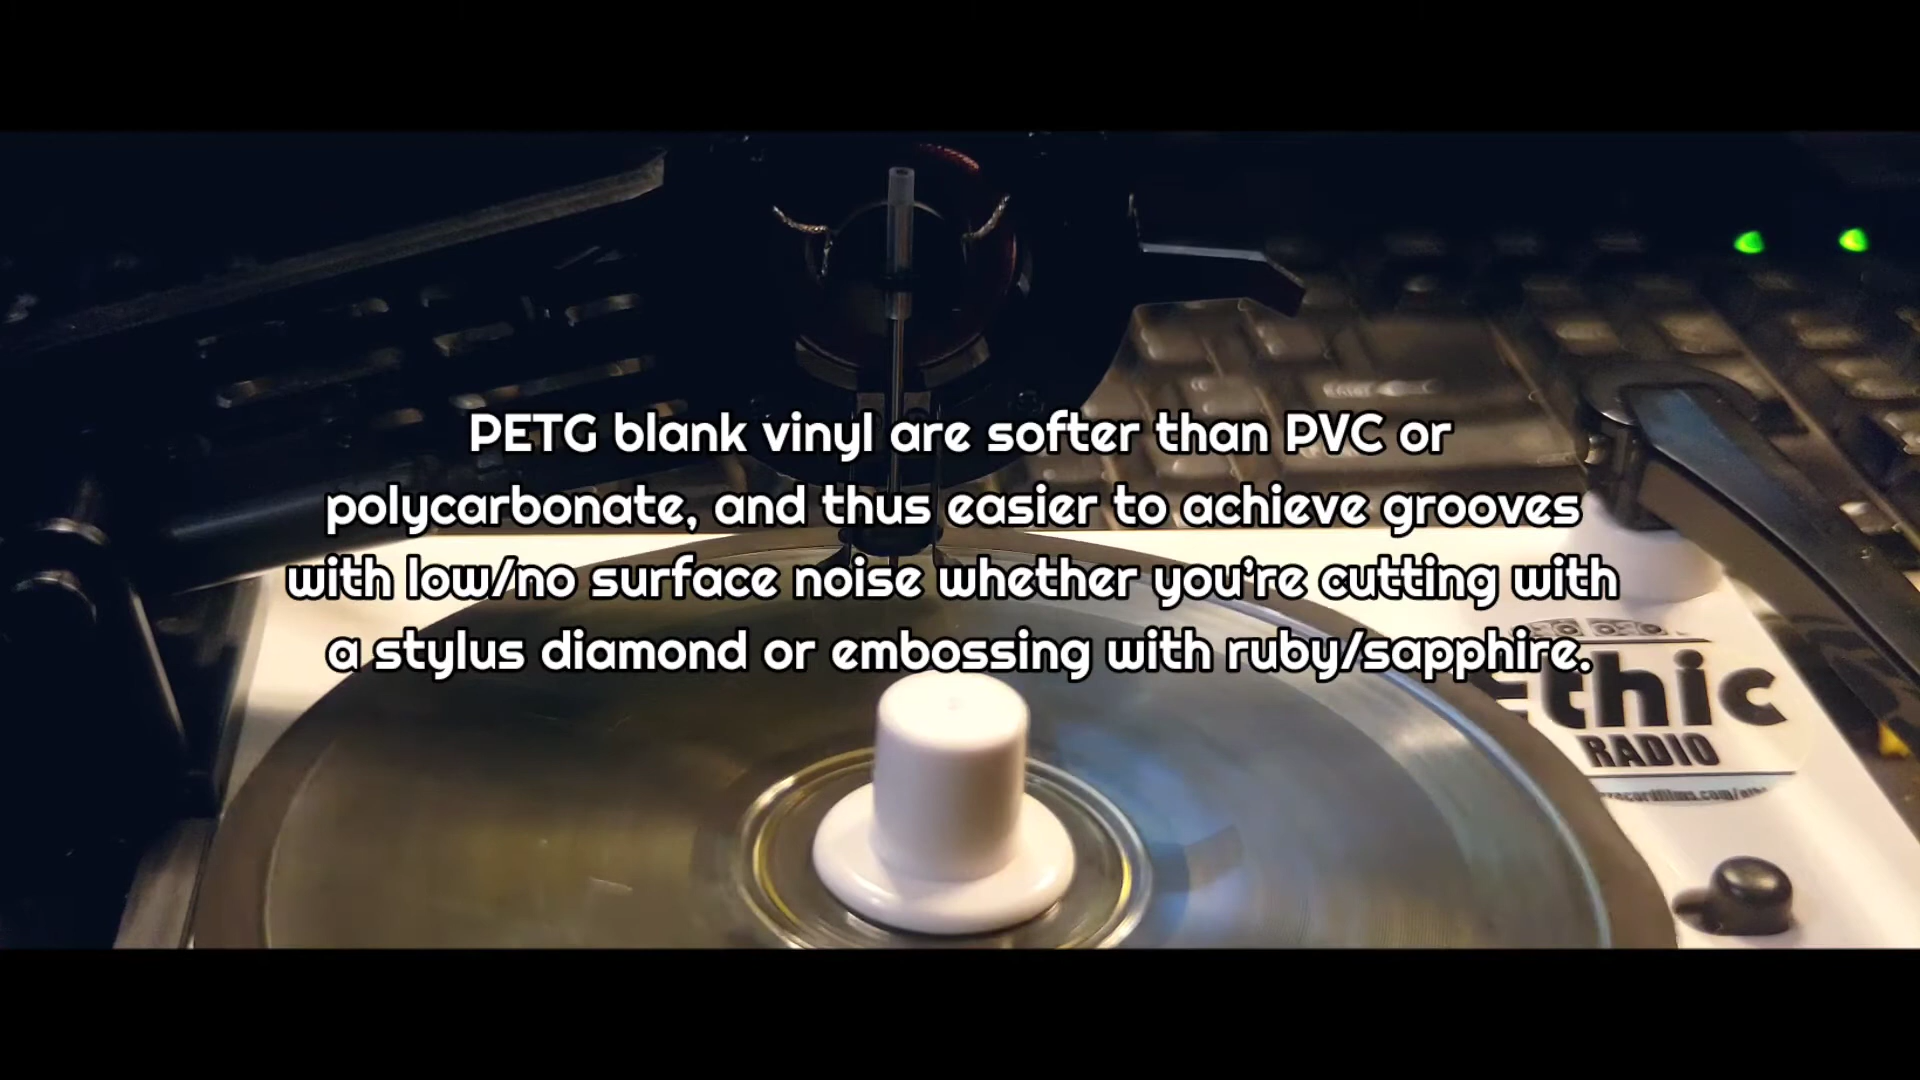 PETG blank vinyl are softer than PVC or
polycarbonate, and thus easier to achieve grooves
with low/no surface noise whether you're cutting with
a stylus diamond or embossing with ruby/sapphire.
thic
RADIO